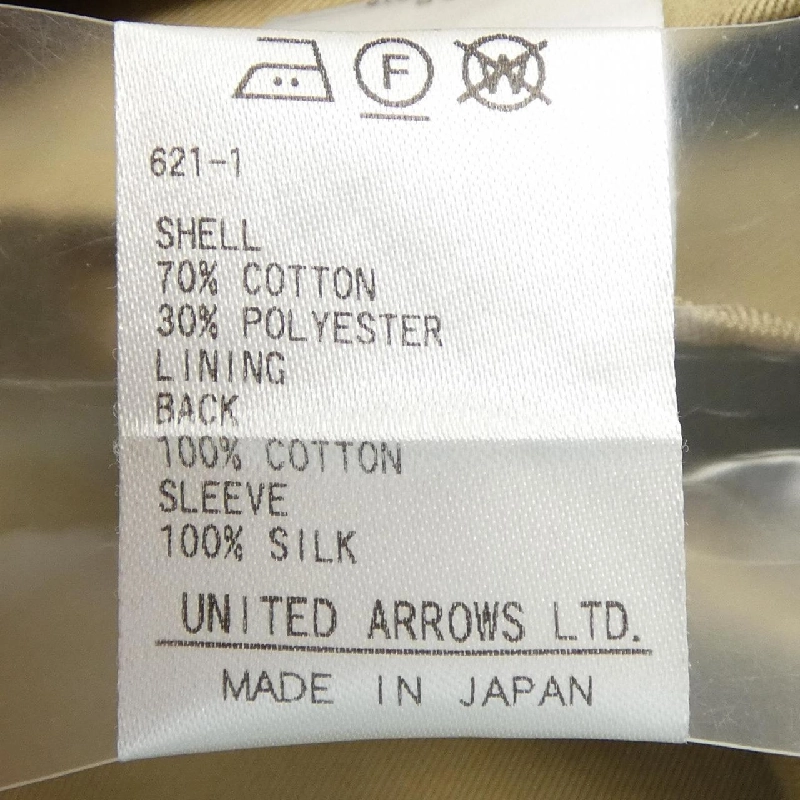 F W
621-1
SHELL
70% COTTON
30% POLYESTER
LINING
BACK
100% COTTON
SLEEVE
100% SILK
UNITED ARROWS LTD.
MADE IN JAPAN